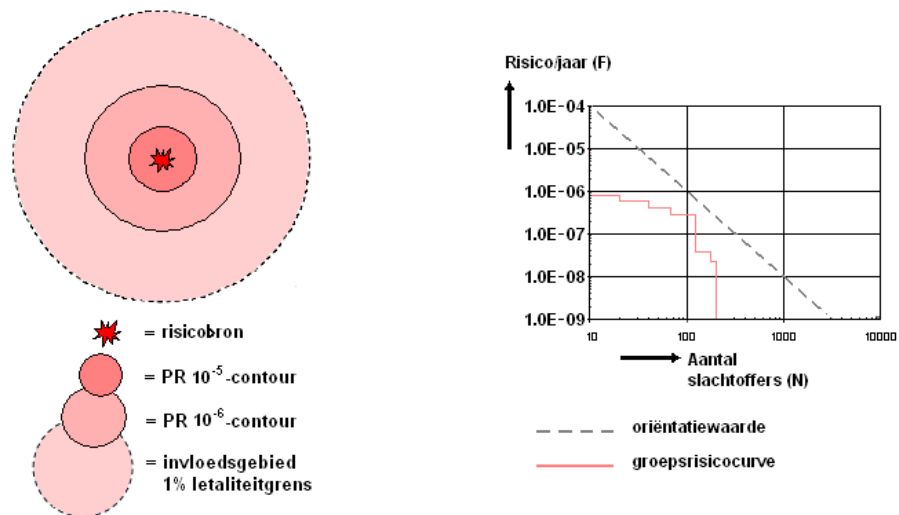 = risicobron
= PR 10⁻⁵-contour
= PR 10⁻⁶-contour
= invloedsgebied
1% letaliteitgrens
Risico/jaar (F)
1.0E-04
1.0E-05
1.0E-06
1.0E-07
1.0E-08
1.0E-09
10 100 1000 10000
Aantal
slachtoffers (N)
oriëntatiewaarde
groepsrisicocurve